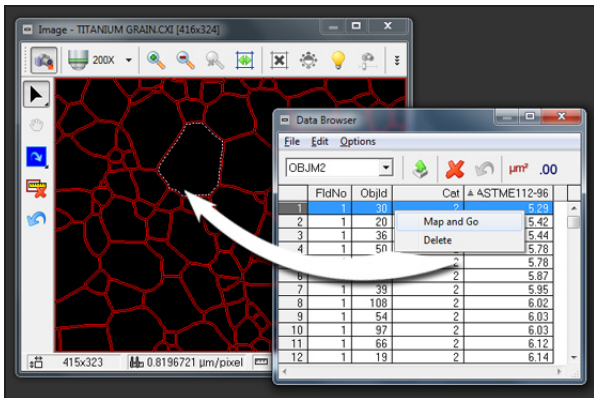 Image - TITANIUM GRAIN.CXI [416x324]
200X
Data Browser
File Edit Options
OBJM2 µm² .00
FldNo ObjId Cat ASTME112-96
1 1 30 2 5.29
2 1 20 5.42
3 1 36 5.44
4 1 50 5.78
2 5.78
2 5.87
7 1 39 2 5.95
8 1 108 2 6.02
9 1 54 2 6.03
10 1 97 2 6.03
11 1 66 2 6.12
12 1 19 2 6.14
Map and Go
Delete
415x323 0.8196721 µm/pixel